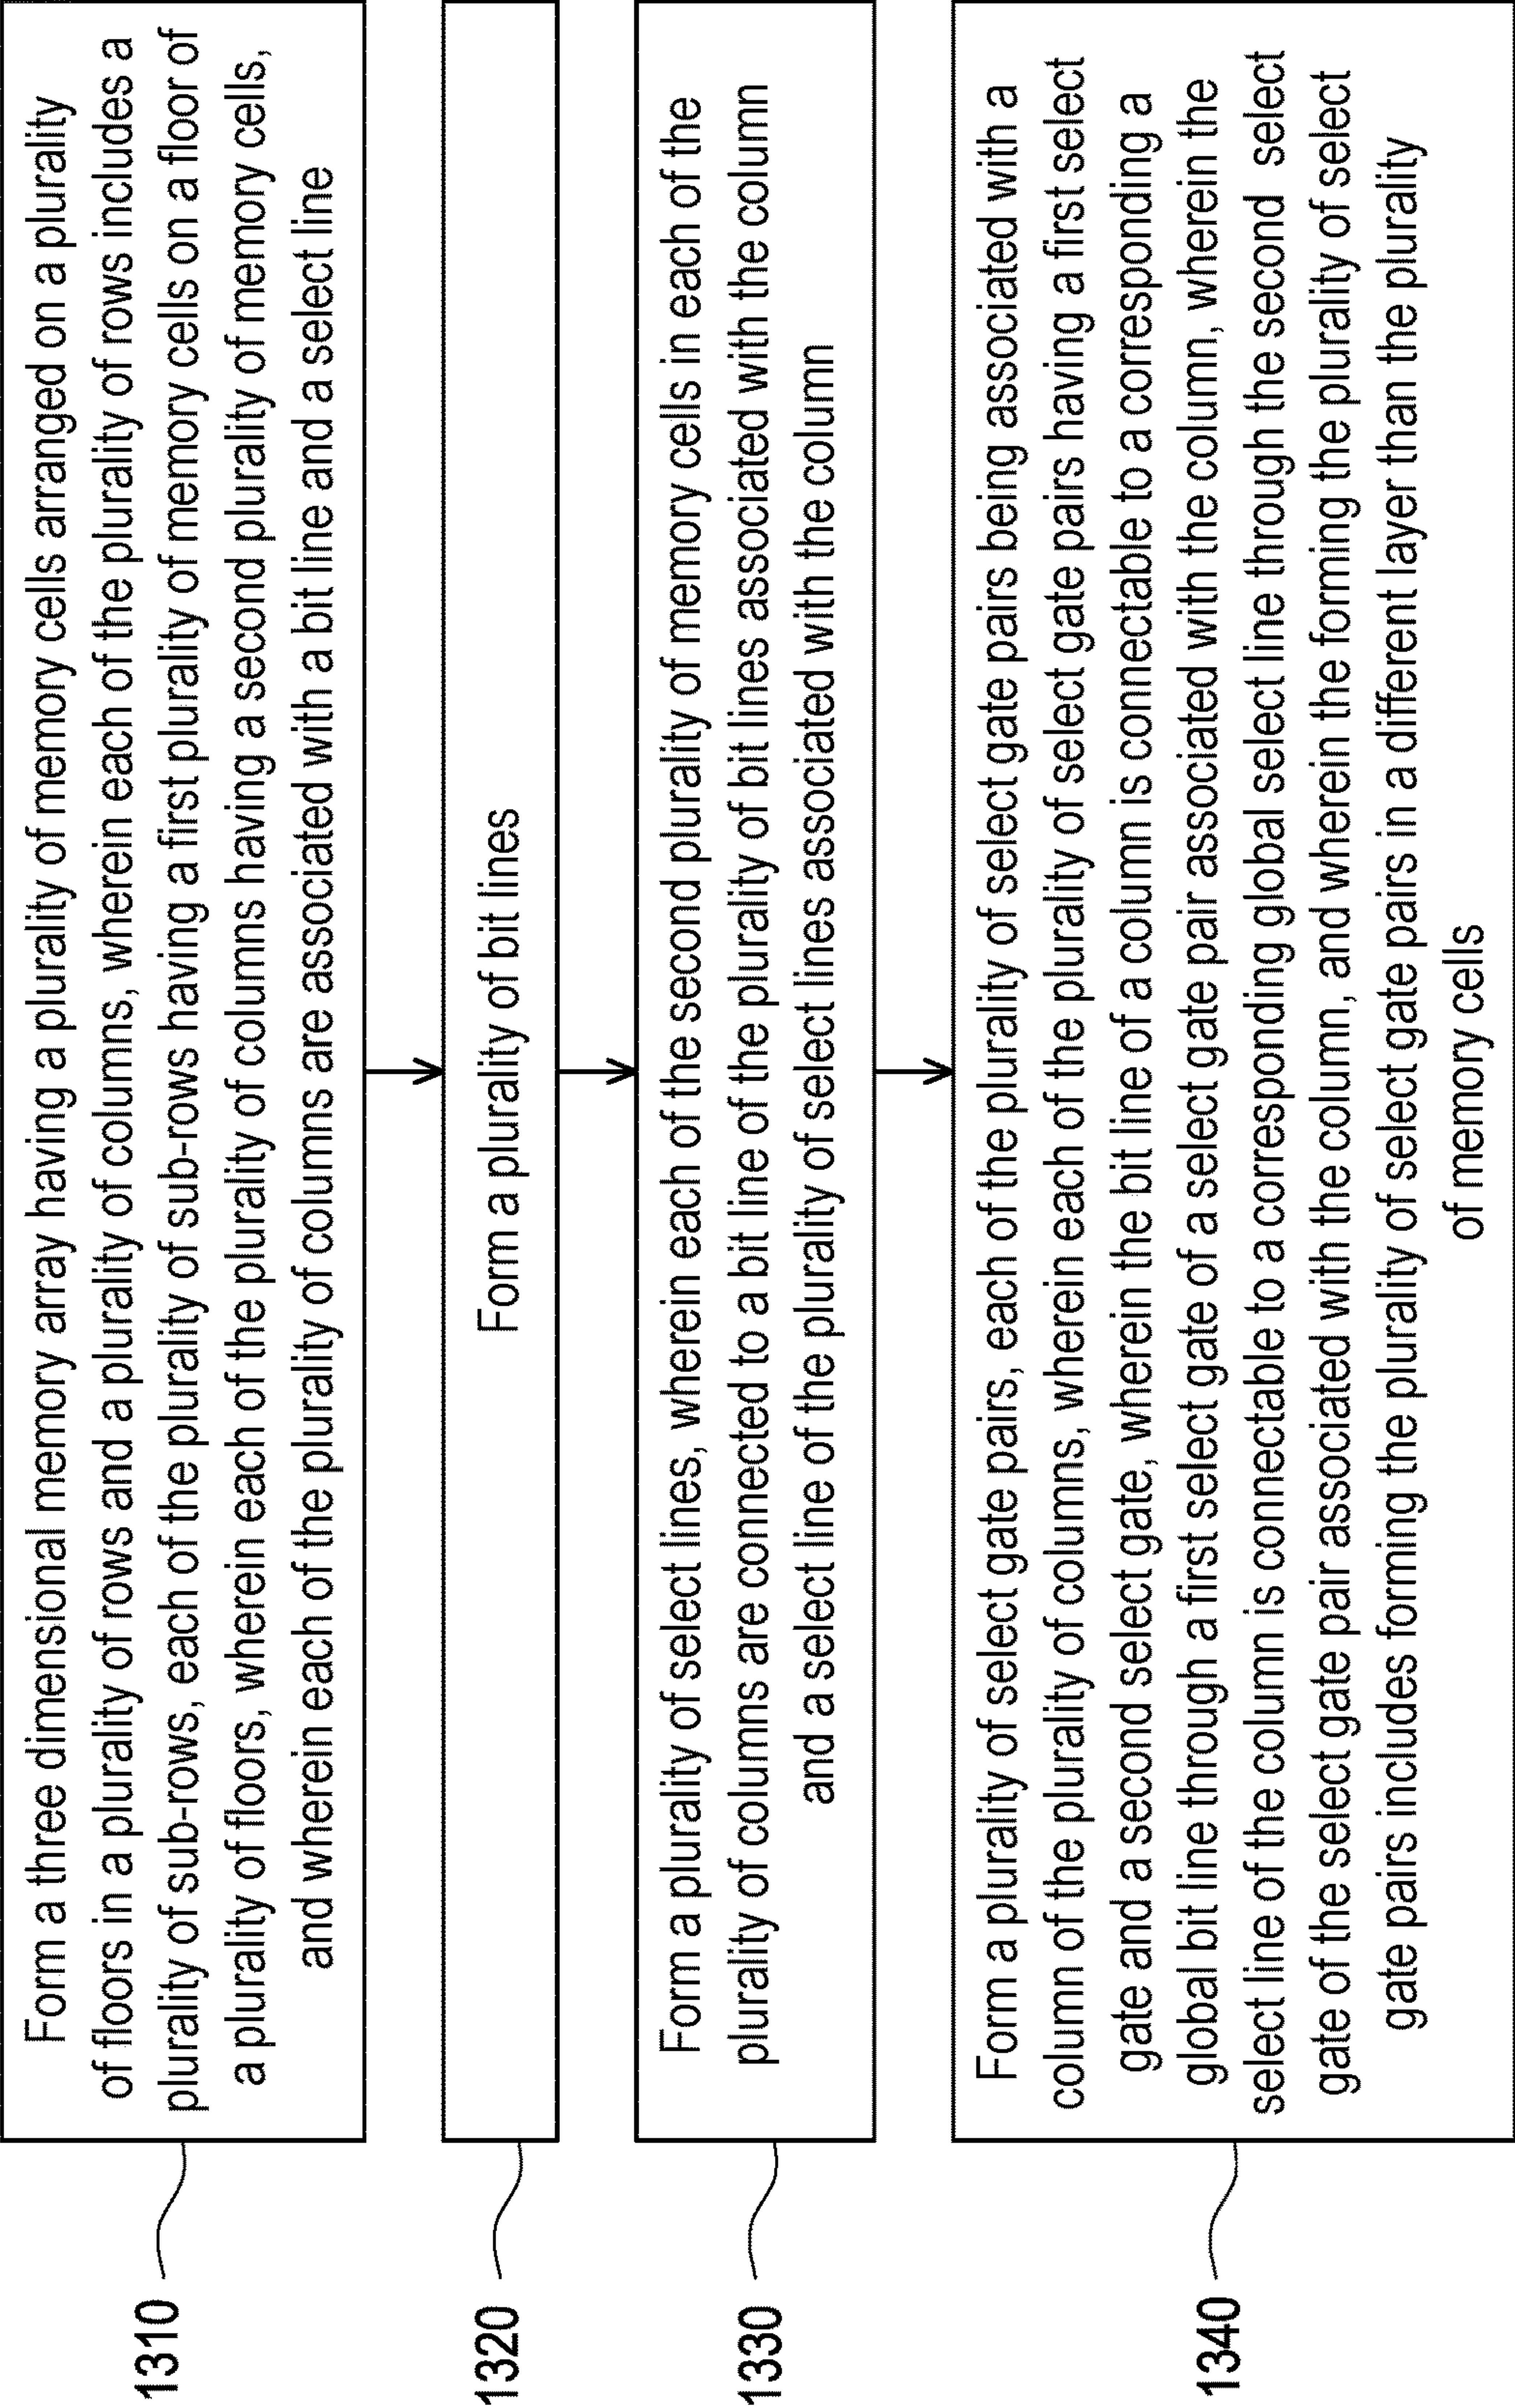 1310
Form a three dimensional memory array having a plurality of memory cells arranged on a plurality
of floors in a plurality of rows and a plurality of columns, wherein each of the plurality of rows includes a
plurality of sub-rows, each of the plurality of sub-rows having a first plurality of memory cells on a floor of
a plurality of floors, wherein each of the plurality of columns having a second plurality of memory cells,
and wherein each of the plurality of columns are associated with a bit line and a select line
1320
Form a plurality of bit lines
1330
Form a plurality of select lines, wherein each of the second plurality of memory cells in each of the
plurality of columns are connected to a bit line of the plurality of bit lines associated with the column
and a select line of the plurality of select lines associated with the column
1340
Form a plurality of select gate pairs, each of the plurality of select gate pairs being associated with a
column of the plurality of columns, wherein each of the plurality of select gate pairs having a first select
gate and a second select gate, wherein the bit line of a column is connectable to a corresponding a
global bit line through a first select gate of a select gate pair associated with the column, wherein the
select line of the column is connectable to a corresponding global select line through the second select
gate of the select gate pair associated with the column, and wherein the forming the plurality of select
gate pairs includes forming the plurality of select gate pairs in a different layer than the plurality
of memory cells